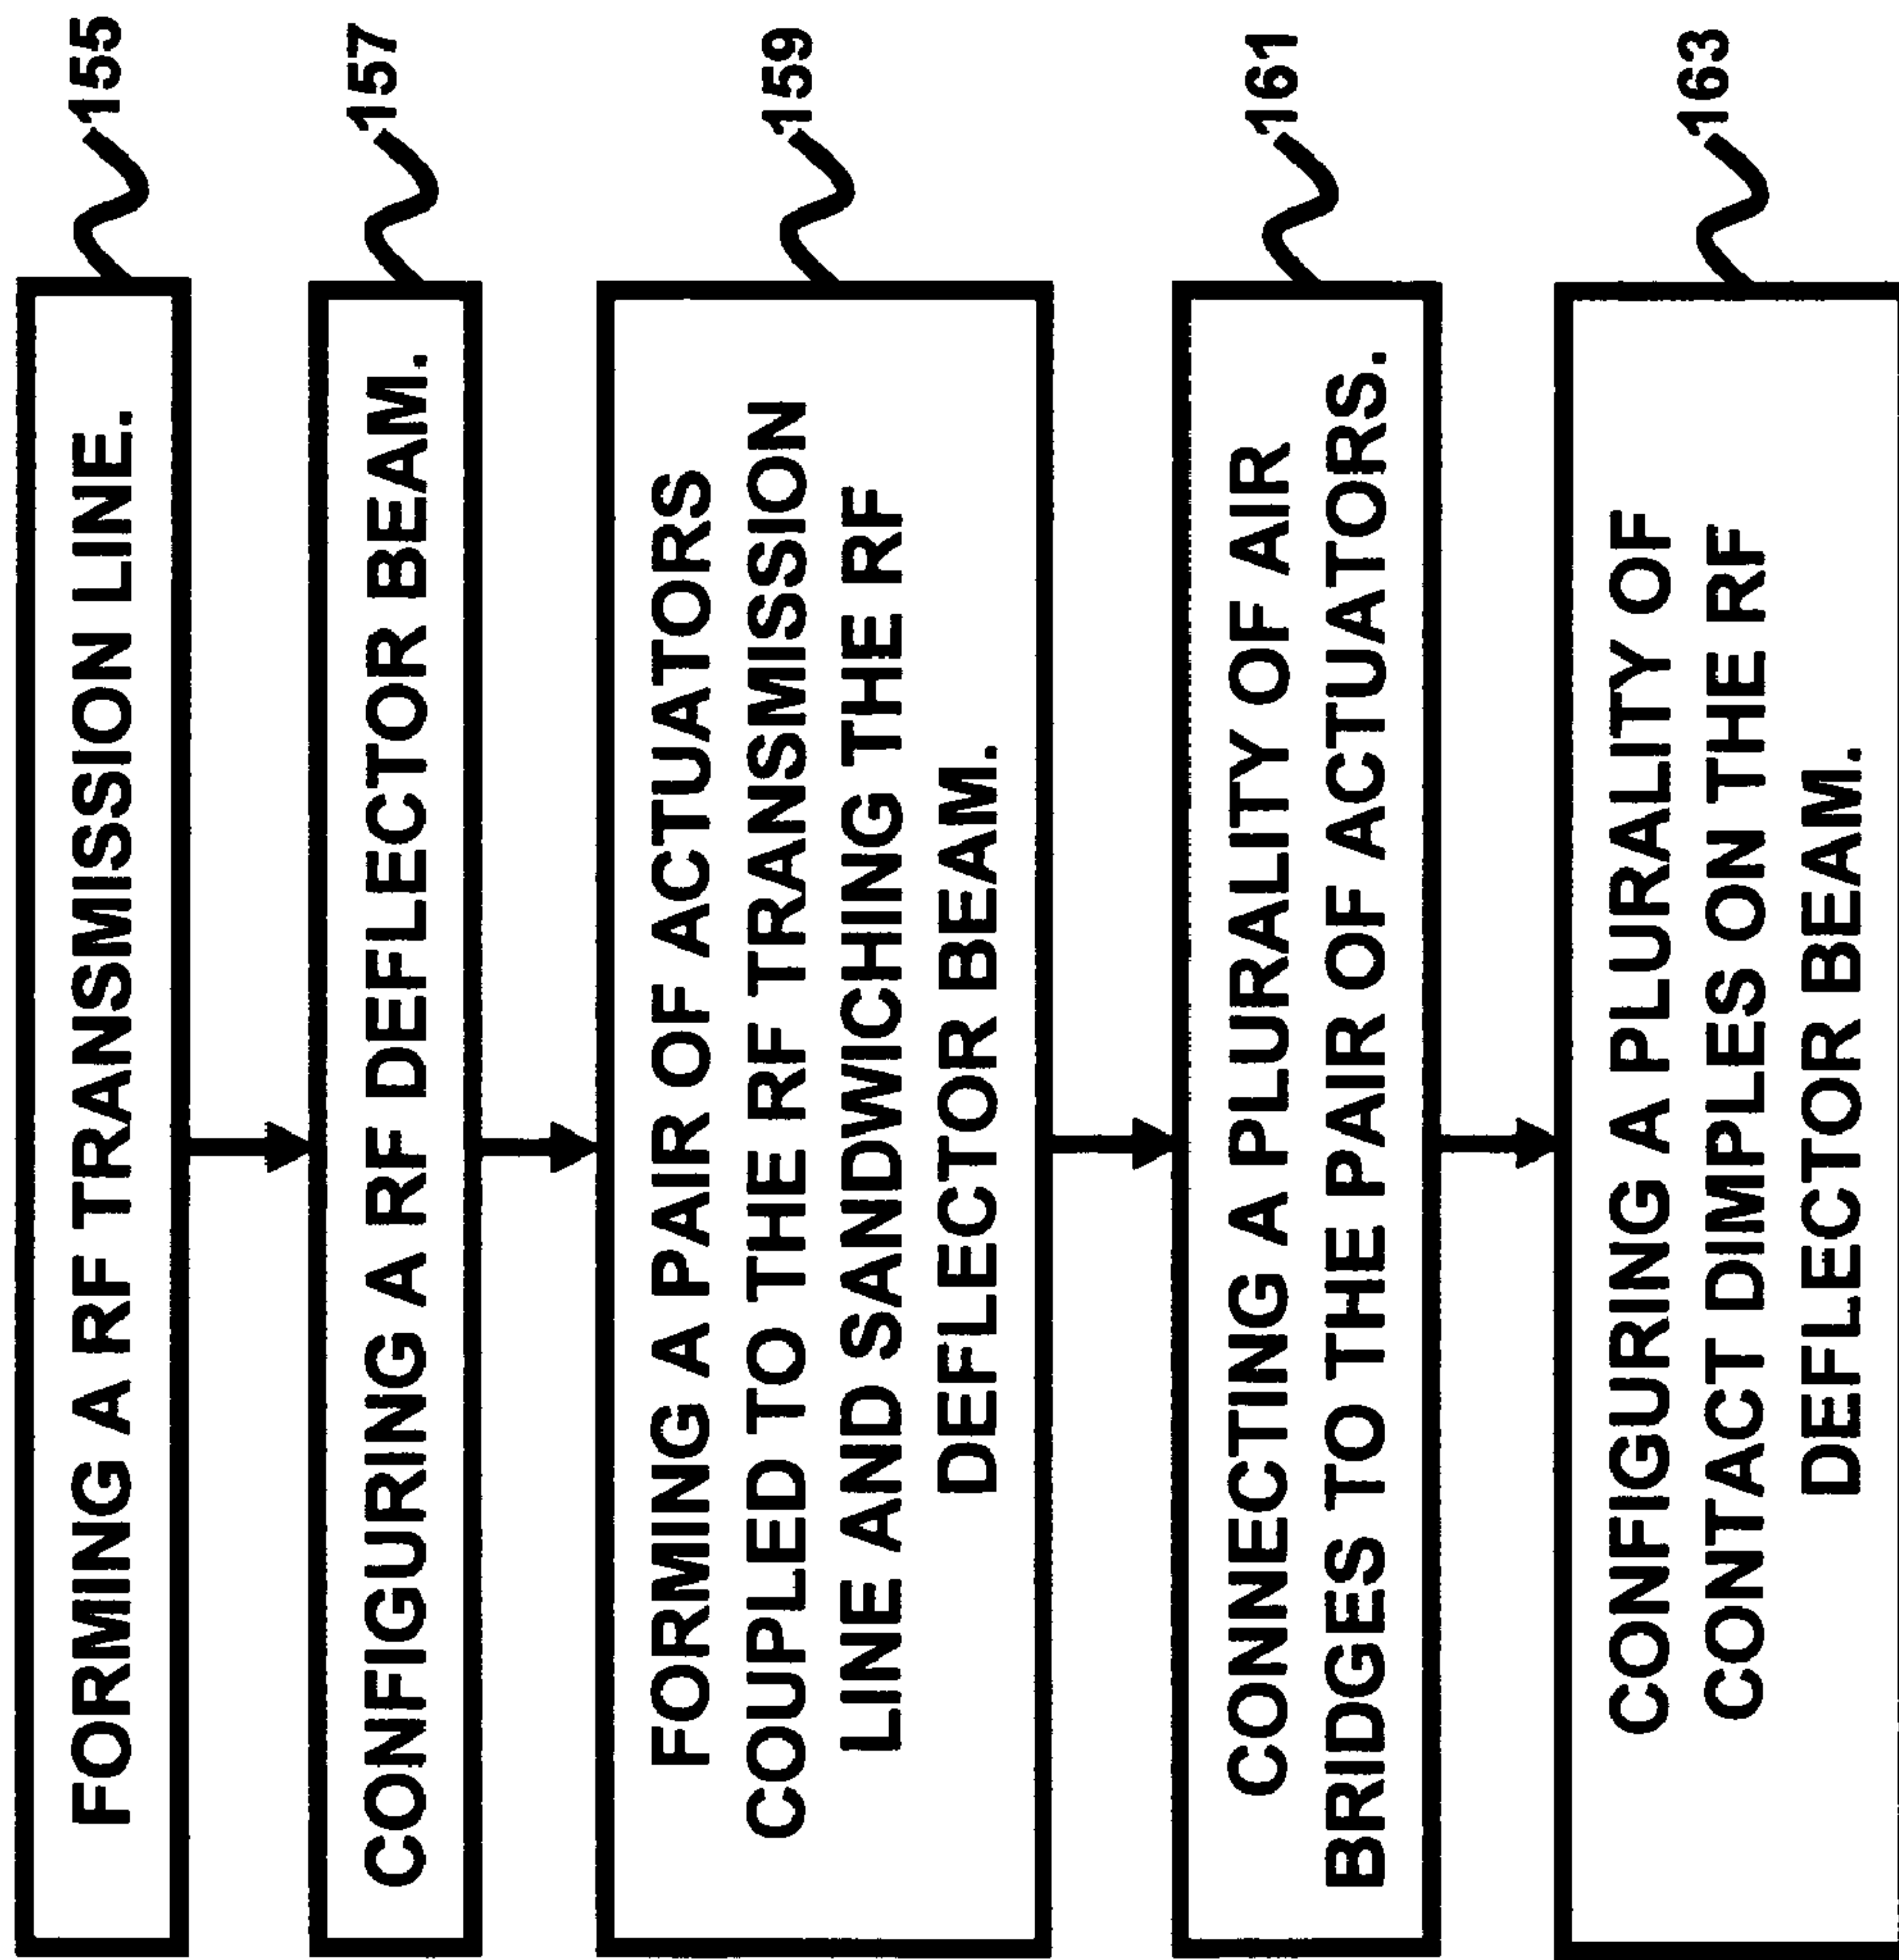 FORMING A RF TRANSMISSION LINE.
155
CONFIGURING A RF DEFLECTOR BEAM.
157
FORMING A PAIR OF ACTUATORS
COUPLED TO THE RF TRANSMISSION
LINE AND SANDWICHING THE RF
DEFLECTOR BEAM.
159
CONNECTING A PLURALITY OF AIR
BRIDGES TO THE PAIR OF ACTUATORS.
161
CONFIGURING A PLURALITY OF
CONTACT DIMPLES ON THE RF
DEFLECTOR BEAM.
163